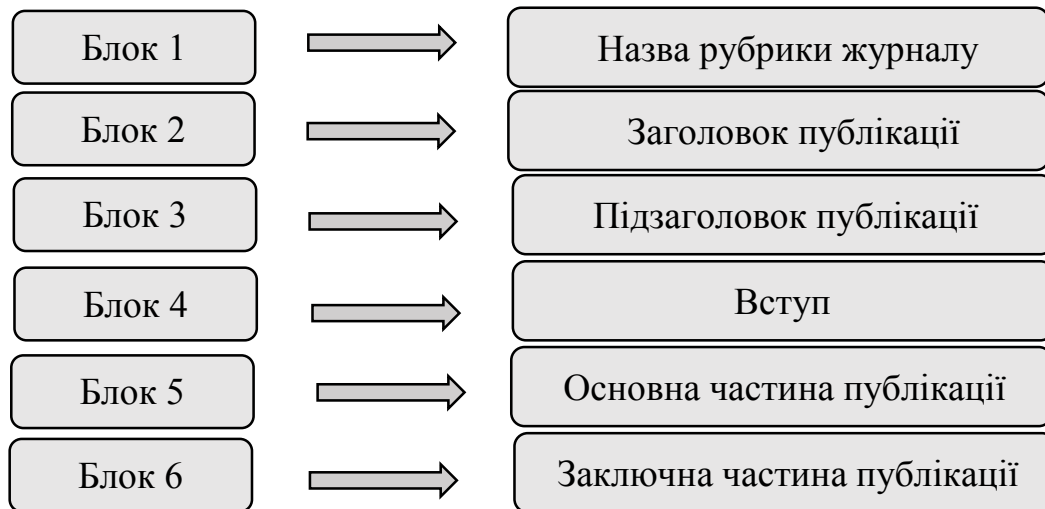 Блок 1
Назва рубрики журналу
Блок 2
Заголовок публікації
Блок 3
Підзаголовок публікації
Блок 4
Вступ
Блок 5
Основна частина публікації
Блок 6
Заключна частина публікації